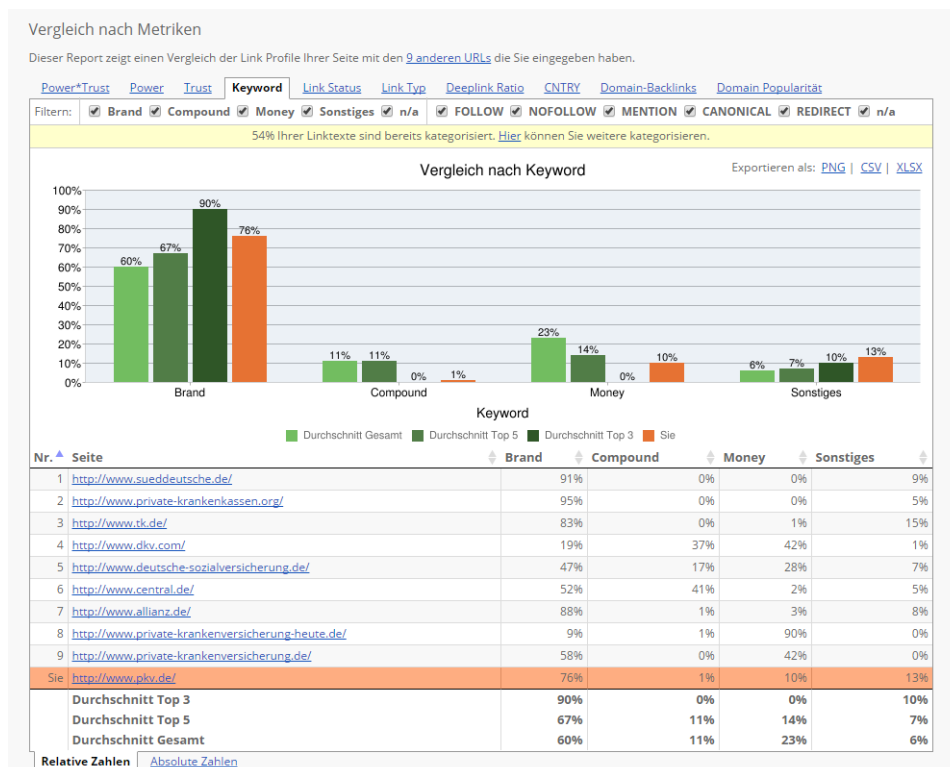 Vergleich nach Metriken
Dieser Report zeigt einen Vergleich der Link Profile Ihrer Seite mit den 9 anderen URLs die Sie eingegeben haben.
Power*Trust Power Trust Keyword Link Status Link Typ Deeplink Ratio CNTRY Domain-Backlinks Domain Popularität
Filtern: Brand Compound Money Sonstiges n/a FOLLOW NOFOLLOW MENTION CANONICAL REDIRECT n/a
54% Ihrer Linktexte sind bereits kategorisiert. Hier können Sie weitere kategorisieren.
Vergleich nach Keyword
Exportieren als: PNG | CSV | XLSX
100%
90%
80%
70%
60%
50%
40%
30%
20%
10%
0%
60% 67% 90% 76%
11% 11% 0% 1%
23% 14% 0% 10%
6% 7% 10% 13%
Brand Compound Money Sonstiges
Keyword
Durchschnitt Gesamt Durchschnitt Top 5 Durchschnitt Top 3 Sie
Nr. Seite Brand Compound Money Sonstiges
1 http://www.sueddeutsche.de/ 91% 0% 0% 9%
2 http://www.private-krankenkassen.org/ 95% 0% 0% 5%
3 http://www.tk.de/ 83% 0% 1% 15%
4 http://www.dkv.com/ 19% 37% 42% 1%
5 http://www.deutsche-sozialversicherung.de/ 47% 17% 28% 7%
6 http://www.central.de/ 52% 41% 2% 5%
7 http://www.allianz.de/ 88% 1% 3% 8%
8 http://www.private-krankenversicherung-heute.de/ 9% 1% 90% 0%
9 http://www.private-krankenversicherung.de/ 58% 0% 42% 0%
Sie http://www.pkv.de/ 76% 1% 10% 13%
Durchschnitt Top 3 90% 0% 0% 10%
Durchschnitt Top 5 67% 11% 14% 7%
Durchschnitt Gesamt 60% 11% 23% 6%
Relative Zahlen Absolute Zahlen